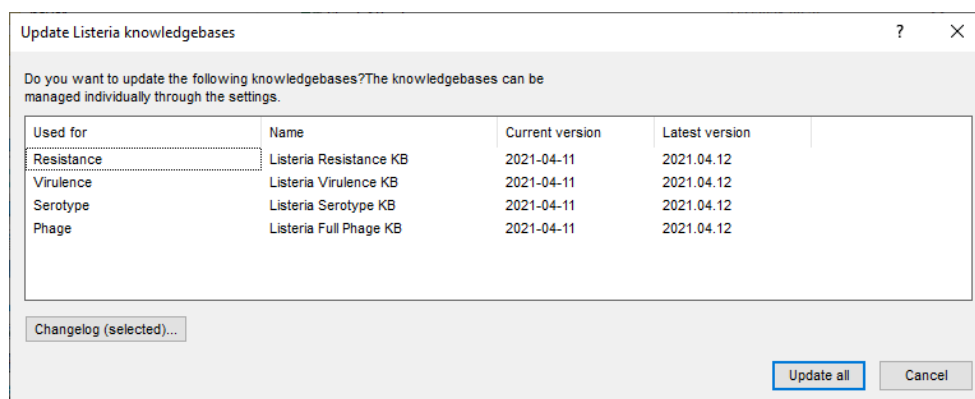 Update Listeria knowledgebases
Do you want to update the following knowledgebases?The knowledgebases can be
managed individually through the settings.
Used for Name Current version Latest version
Resistance Listeria Resistance KB 2021-04-11 2021.04.12
Virulence Listeria Virulence KB 2021-04-11 2021.04.12
Serotype Listeria Serotype KB 2021-04-11 2021.04.12
Phage Listeria Full Phage KB 2021-04-11 2021.04.12
Changelog (selected)...
Update all Cancel